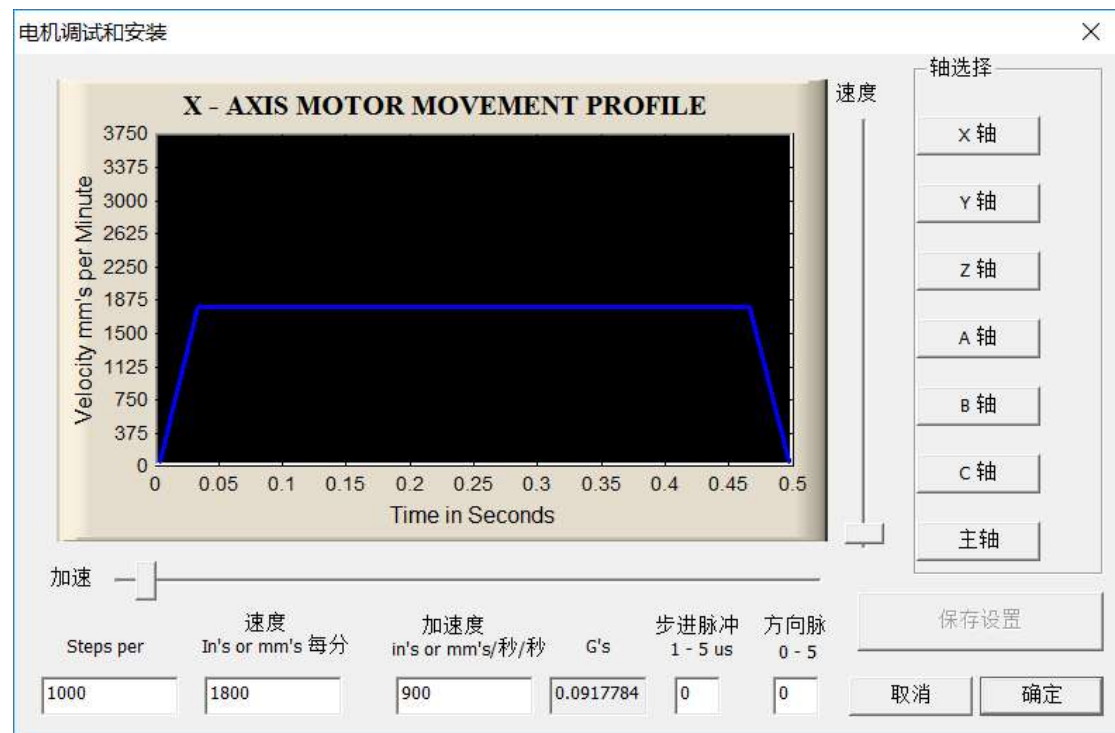 电机调试和安装
X - AXIS MOTOR MOVEMENT PROFILE
Velocity mm's per Minute
3750
3375
3000
2625
2250
1875
1500
1125
750
375
0
0 0.05 0.1 0.15 0.2 0.25 0.3 0.35 0.4 0.45 0.5
Time in Seconds
速度
轴选择
X 轴
Y 轴
Z 轴
A 轴
B 轴
C 轴
主轴
加速
Steps per
速度
In's or mm's 每分
加速度
in's or mm's/秒/秒
G's
步进脉冲
1 - 5 us
方向脉
0 - 5
保存设置
1000
1800
900
0.0917784
0
0
取消
确定